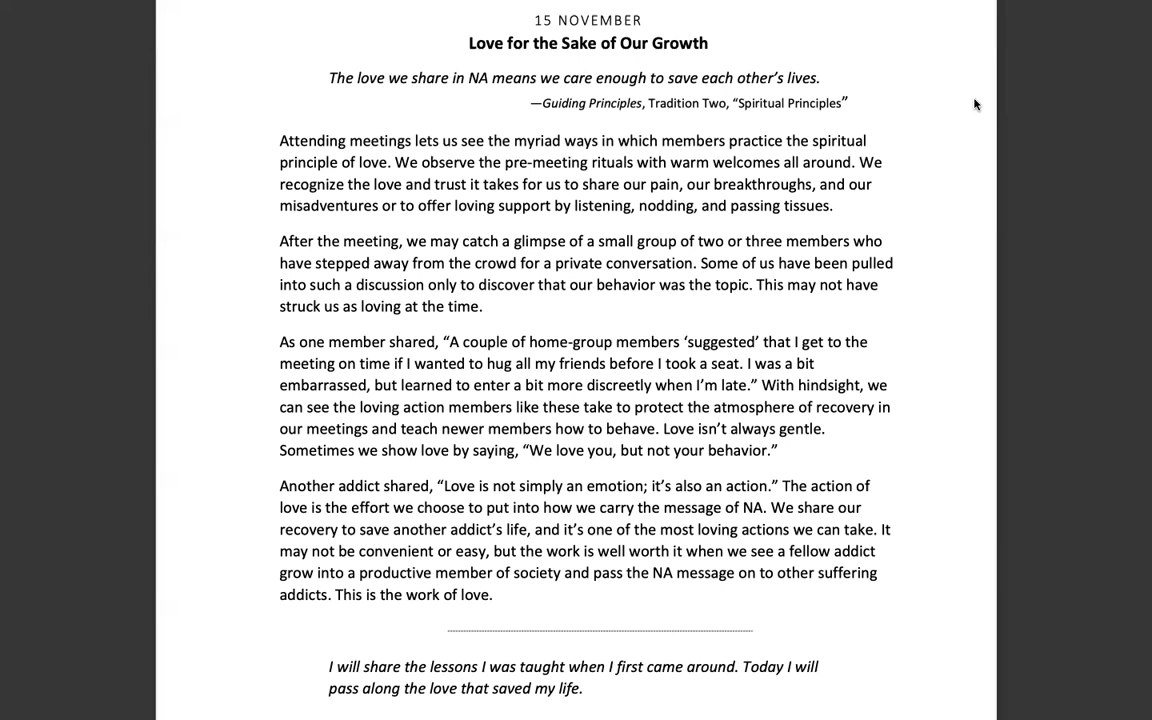 15 NOVEMBER
Love for the Sake of Our Growth
The love we share in NA means we care enough to save each other’s lives.
—Guiding Principles, Tradition Two, “Spiritual Principles”
Attending meetings lets us see the myriad ways in which members practice the spiritual
principle of love. We observe the pre-meeting rituals with warm welcomes all around. We
recognize the love and trust it takes for us to share our pain, our breakthroughs, and our
misadventures or to offer loving support by listening, nodding, and passing tissues.
After the meeting, we may catch a glimpse of a small group of two or three members who
have stepped away from the crowd for a private conversation. Some of us have been pulled
into such a discussion only to discover that our behavior was the topic. This may not have
struck us as loving at the time.
As one member shared, “A couple of home-group members ‘suggested’ that I get to the
meeting on time if I wanted to hug all my friends before I took a seat. I was a bit
embarrassed, but learned to enter a bit more discreetly when I’m late.” With hindsight, we
can see the loving action members like these take to protect the atmosphere of recovery in
our meetings and teach newer members how to behave. Love isn’t always gentle.
Sometimes we show love by saying, “We love you, but not your behavior.”
Another addict shared, “Love is not simply an emotion; it’s also an action.” The action of
love is the effort we choose to put into how we carry the message of NA. We share our
recovery to save another addict’s life, and it’s one of the most loving actions we can take. It
may not be convenient or easy, but the work is well worth it when we see a fellow addict
grow into a productive member of society and pass the NA message on to other suffering
addicts. This is the work of love.
I will share the lessons I was taught when I first came around. Today I will
pass along the love that saved my life.